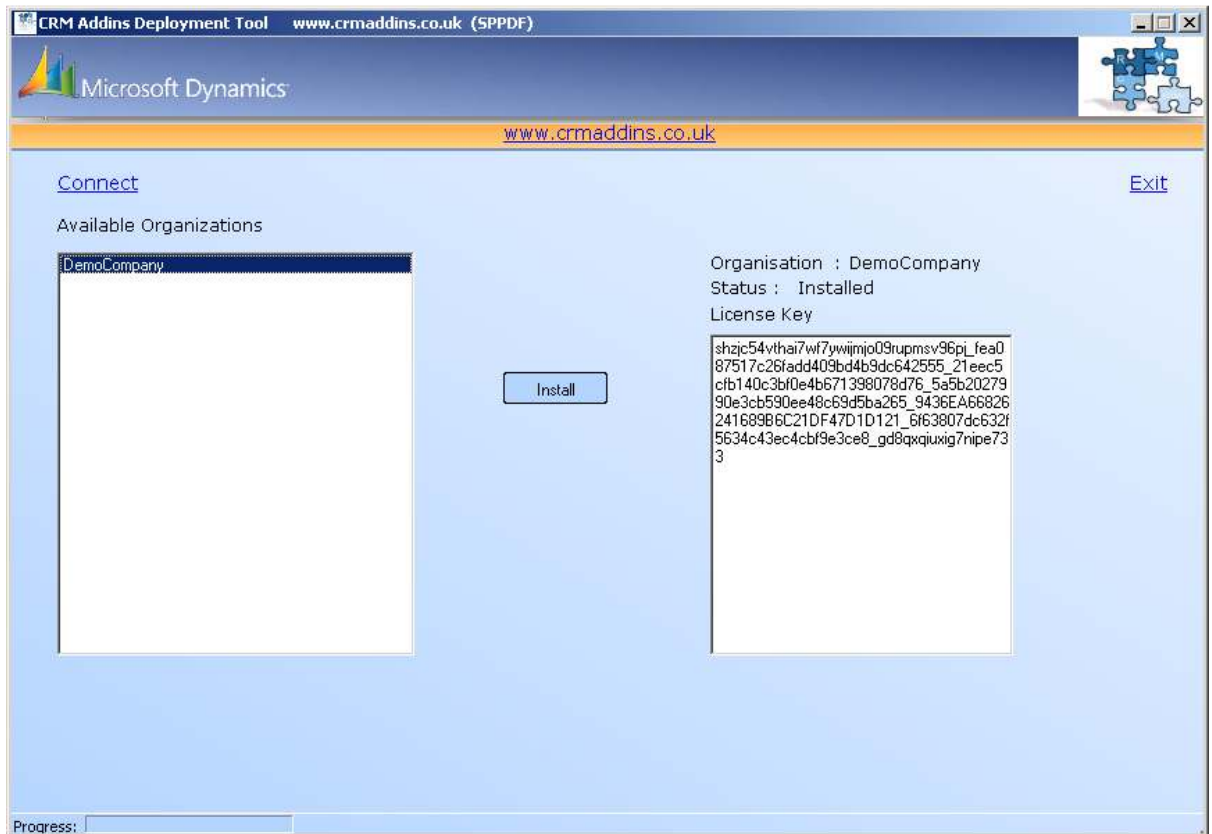 CRM Addins Deployment Tool www.crmaddins.co.uk (SPPDF)
Microsoft Dynamics
R M
www.crmaddins.co.uk
Connect
Exit
Available Organizations
DemoCompany
Organisation : DemoCompany
Status : Installed
License Key
shzjc54vthai7wf7ywijmjo09rupmsv96pj_fea0
87517c26fadd409bd4b9dc642555_21eec5
cfb140c3bf0e4b671398078d76_5a5b20279
90e3cb590ee48c69d5ba265_9436EA66826
241689B6C21DF47D1D121_6f63807dc632f
5634c43ec4cbf9e3ce8_gd8qxqiuxig7nipe73
3
Install
Progress: